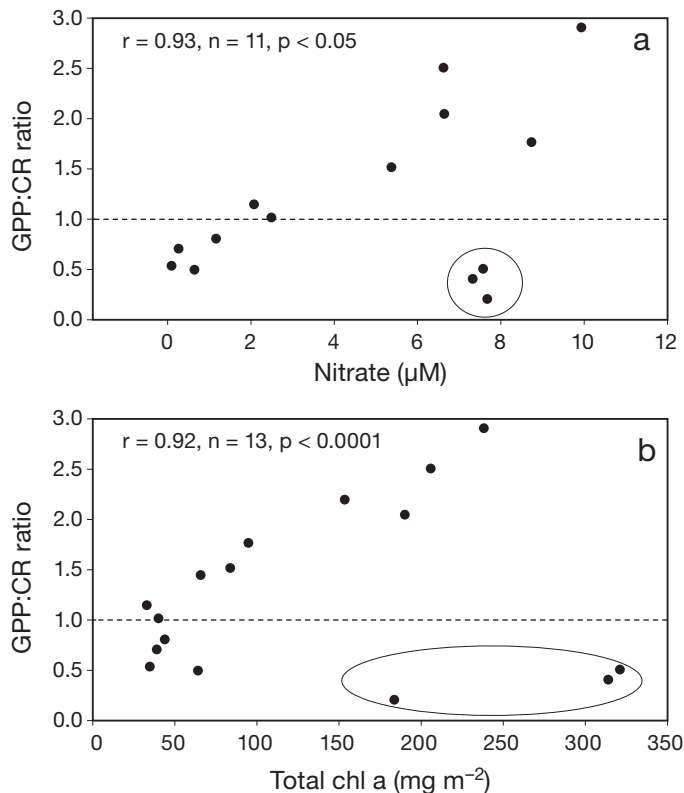 3.0
r = 0.93, n = 11, p < 0.05
a
2.5
2.0
1.5
1.0
0.5
0.0
GPP:CR ratio
0 2 4 6 8 10 12
Nitrate (µM)
3.0
r = 0.92, n = 13, p < 0.0001
b
2.5
2.0
1.5
1.0
0.5
0.0
GPP:CR ratio
0 50 100 150 200 250 300 350
Total chl a (mg m⁻²)